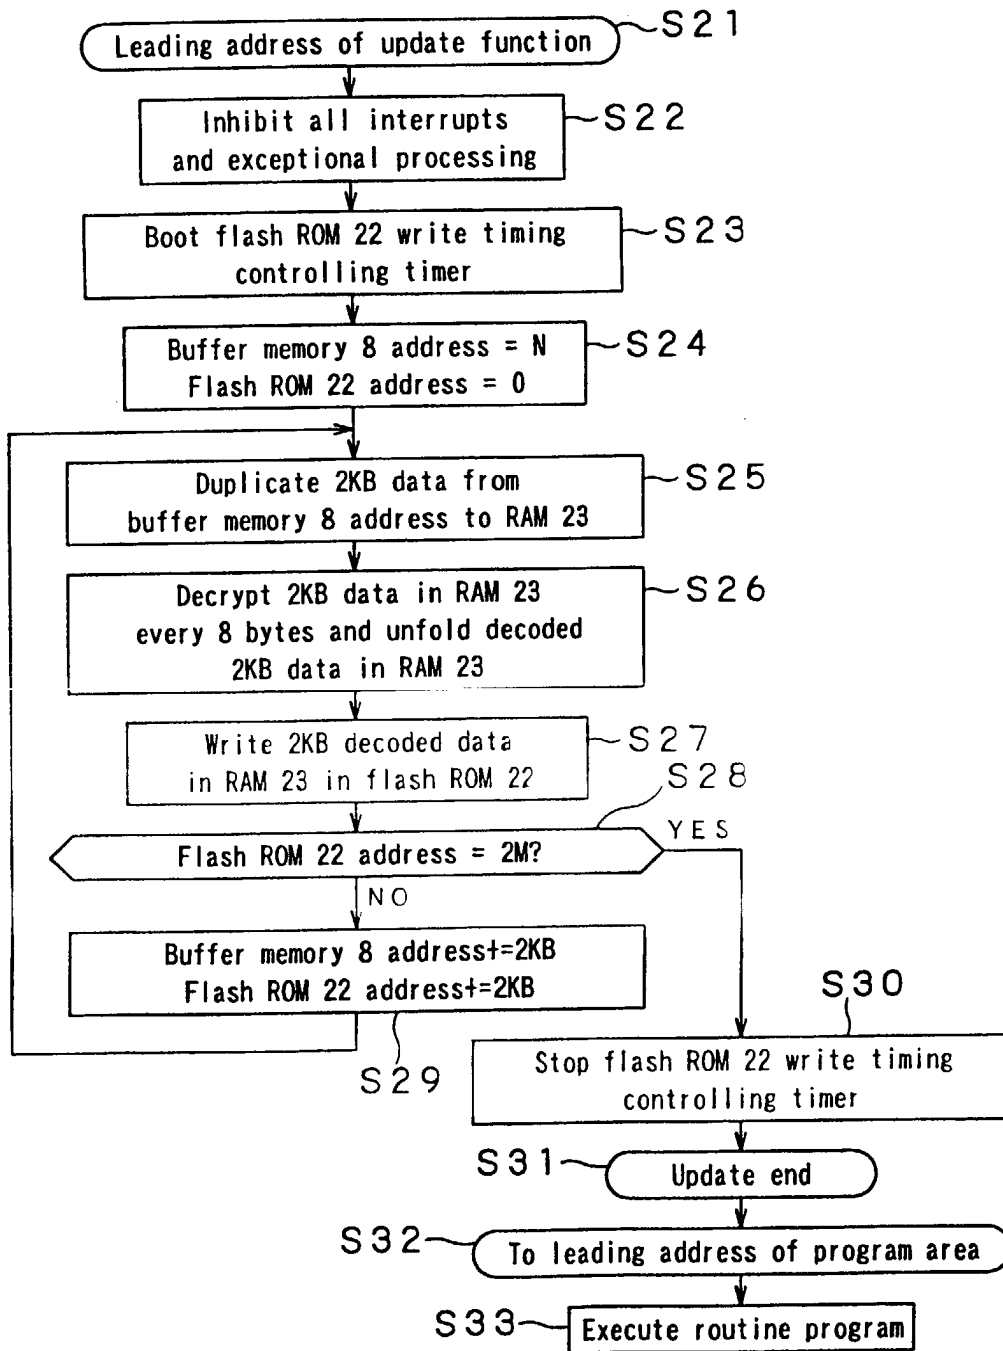 Leading address of update function
S21
Inhibit all interrupts
and exceptional processing
S22
Boot flash ROM 22 write timing
controlling timer
S23
Buffer memory 8 address = N
Flash ROM 22 address = 0
S24
Duplicate 2KB data from
buffer memory 8 address to RAM 23
S25
Decrypt 2KB data in RAM 23
every 8 bytes and unfold decoded
2KB data in RAM 23
S26
Write 2KB decoded data
in RAM 23 in flash ROM 22
S27
S28
Flash ROM 22 address = 2M?
YES
NO
Buffer memory 8 address+=2KB
Flash ROM 22 address+=2KB
S29
S30
Stop flash ROM 22 write timing
controlling timer
S31
Update end
S32
To leading address of program area
S33
Execute routine program